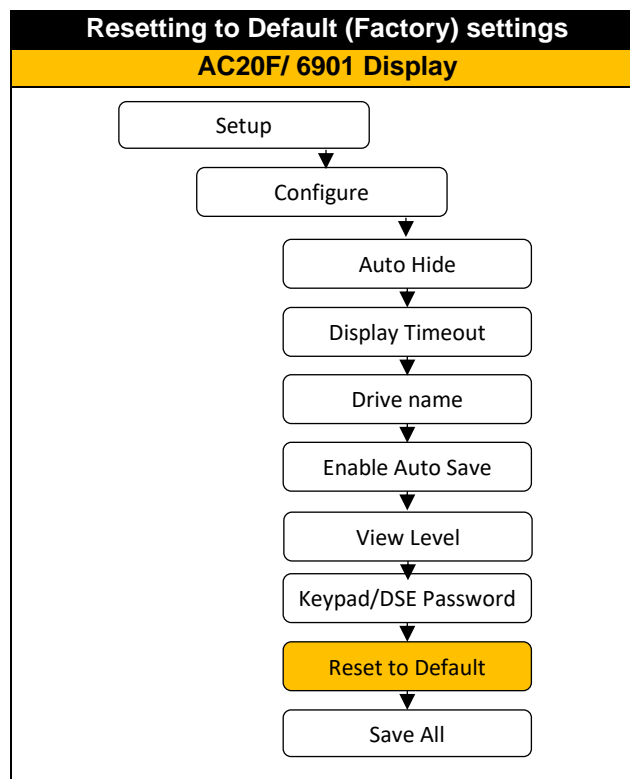 Resetting to Default (Factory) settings
AC20F/ 6901 Display
Setup
Configure
Auto Hide
Display Timeout
Drive name
Enable Auto Save
View Level
Keypad/DSE Password
Reset to Default
Save All